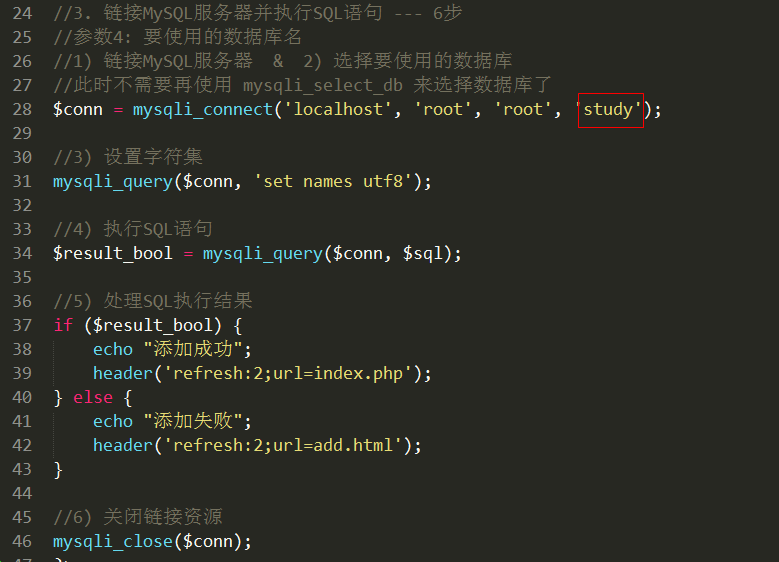 24 //3. 链接MySQL服务器并执行SQL语句 --- 6步
25 //参数4: 要使用的数据库名
26 //1) 链接MySQL服务器 & 2) 选择要使用的数据库
27 //此时不需要再使用 mysqli_select_db 来选择数据库了
28 $conn = mysqli_connect('localhost', 'root', 'root', 'study');
29
30 //3) 设置字符集
31 mysqli_query($conn, 'set names utf8');
32
33 //4) 执行SQL语句
34 $result_bool = mysqli_query($conn, $sql);
35
36 //5) 处理SQL执行结果
37 if ($result_bool) {
38 echo "添加成功";
39 header('refresh:2;url=index.php');
40 } else {
41 echo "添加失败";
42 header('refresh:2;url=add.html');
43 }
44
45 //6) 关闭链接资源
46 mysqli_close($conn);